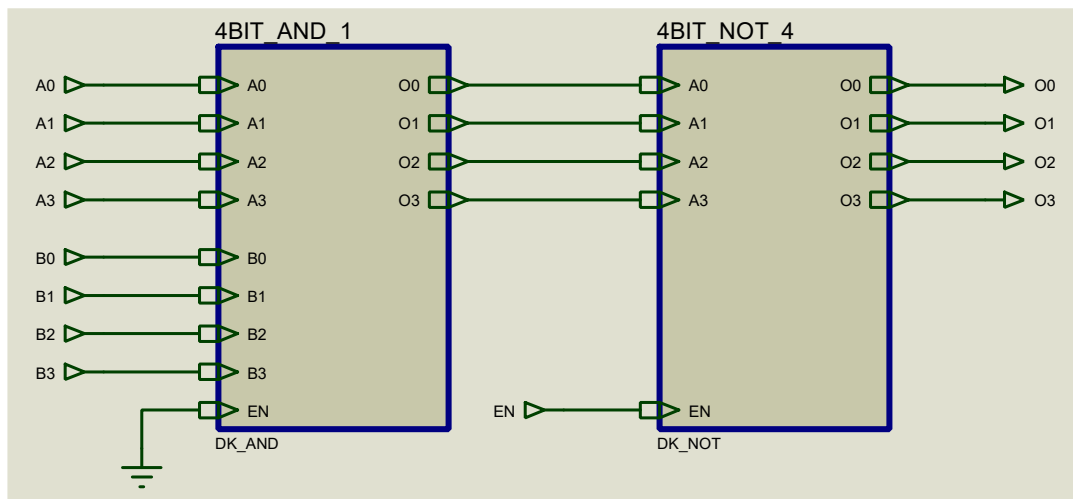 4BIT_AND_1 4BIT_NOT_4
A0 A0 O0 A0 O0 O0
A1 A1 O1 A1 O1 O1
A2 A2 O2 A2 O2 O2
A3 A3 O3 A3 O3 O3
B0 B0
B1 B1
B2 B2
B3 B3
EN EN EN
DK_AND DK_NOT